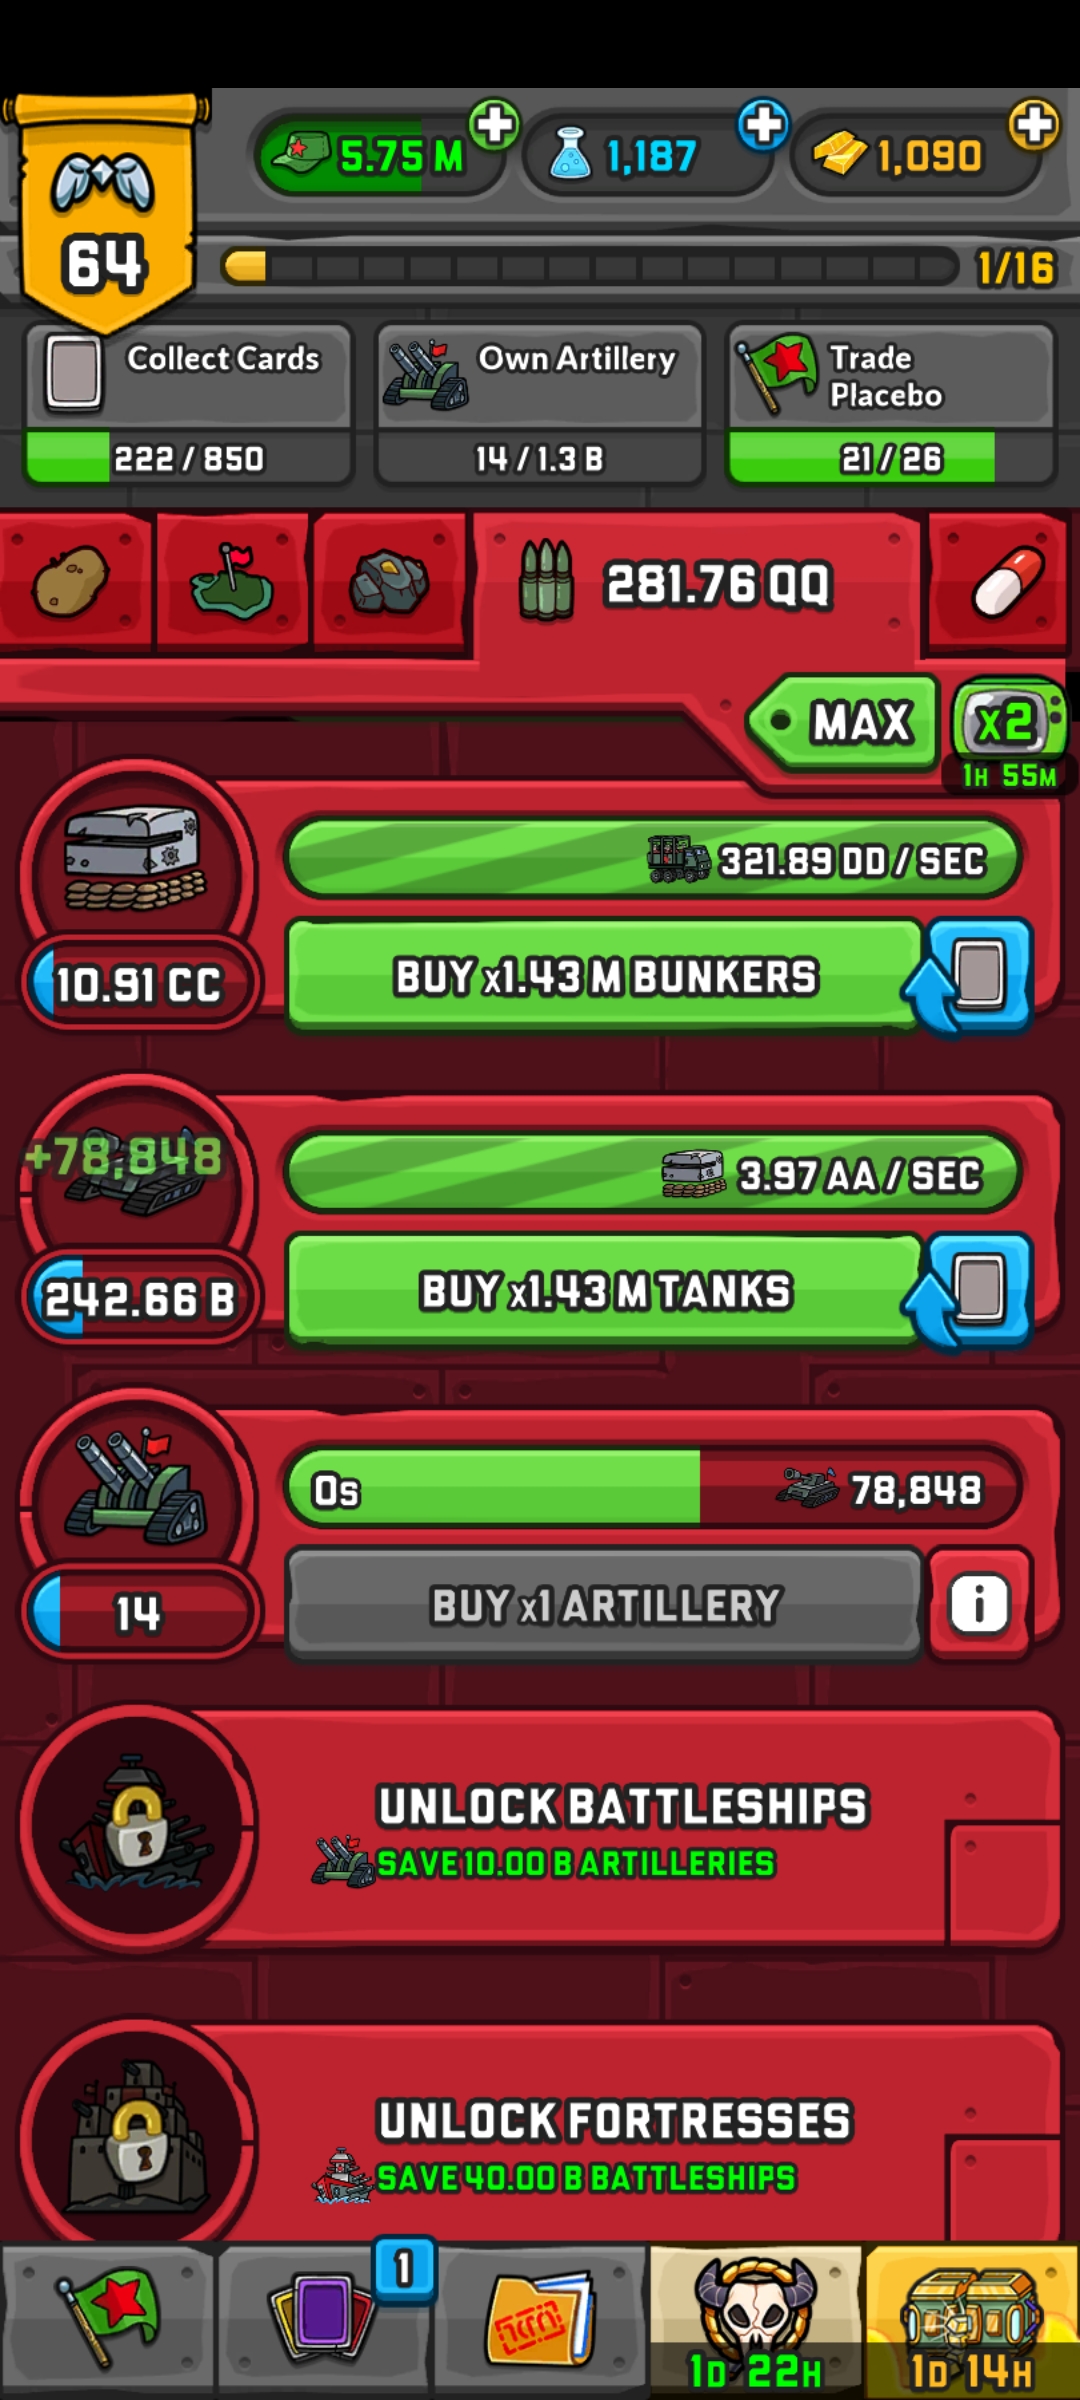 5.75 M
1,187
1,090
64
1/16
Collect Cards
Own Artillery
Trade
Placebo
222 / 850
14 / 1.3 B
21 / 26
281.76 QQ
MAX
X2
1H 55M
321.89 DD / SEC
BUY x1.43 M BUNKERS
10.91 CC
+78,848
3.97 AA / SEC
BUY x1.43 M TANKS
242.66 B
0s
78,848
BUY x1 ARTILLERY
i
14
UNLOCK BATTLESHIPS
SAVE 10.00 B ARTILLERIES
UNLOCK FORTRESSES
SAVE 40.00 B BATTLESHIPS
1
1D 22H
1D 14H